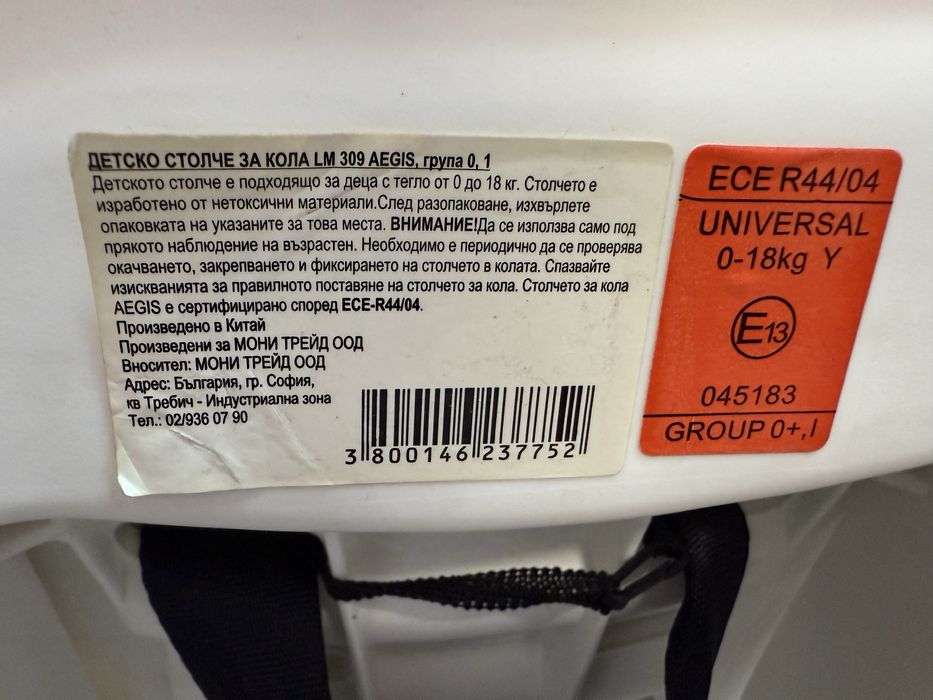 ДЕТСКО СТОЛЧЕ ЗА КОЛА LM 309 AEGIS, група 0, 1
Детското столче е подходящо за деца с тегло от 0 до 18 кг. Столчето е
изработено от нетоксични материали.След разопаковане, изхвърлете
опаковката на указаните за това места. ВНИМАНИЕ!Да се използва само под
прякото наблюдение на възрастен. Необходимо е периодично да се проверява
окачването, закрепването и фиксирането на столчето в колата. Спазвайте
изискванията за правилното поставяне на столчето за кола. Столчето за кола
AEGIS е сертифицирано според ECE-R44/04.
Произведено в Китай
Произведени за МОНИ ТРЕЙД ООД
Вносител: МОНИ ТРЕЙД ООД
Адрес: България, гр. София,
кв Требич - Индустриална зона
Тел.: 02/936 07 90
3 800146 237752
ECE R44/04
UNIVERSAL
0-18kg Y
E13
045183
GROUP 0+, I